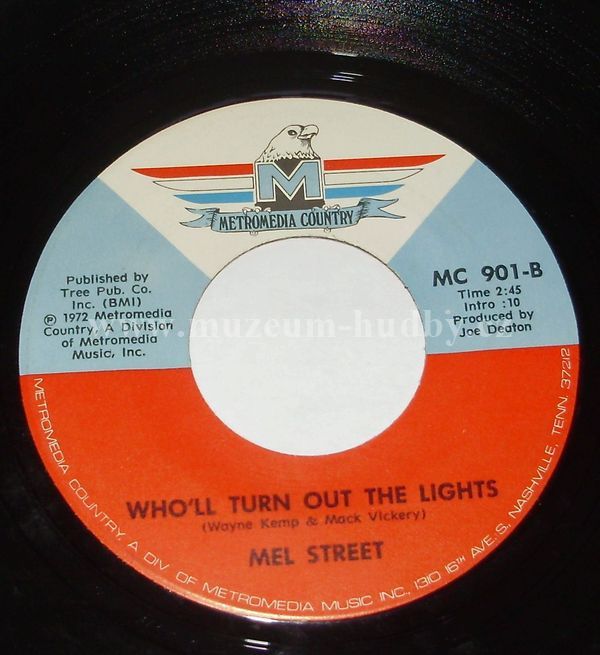 M
METROMEDIA COUNTRY
Published by
Tree Pub. Co.
Inc. (BMI)
℗ 1972 Metromedia
Country. A Division
of Metromedia
Music, Inc.
MC 901-B
Time 2:45
Intro :10
Produced by
Joe Deaton
www.muzeum-hudby.cz
WHO'LL TURN OUT THE LIGHTS
(Wayne Kemp & Mack Vickery)
MEL STREET
METROMEDIA COUNTRY, A DIV. OF METROMEDIA MUSIC INC., 1310 16TH AVE. S, NASHVILLE, TENN. 37212